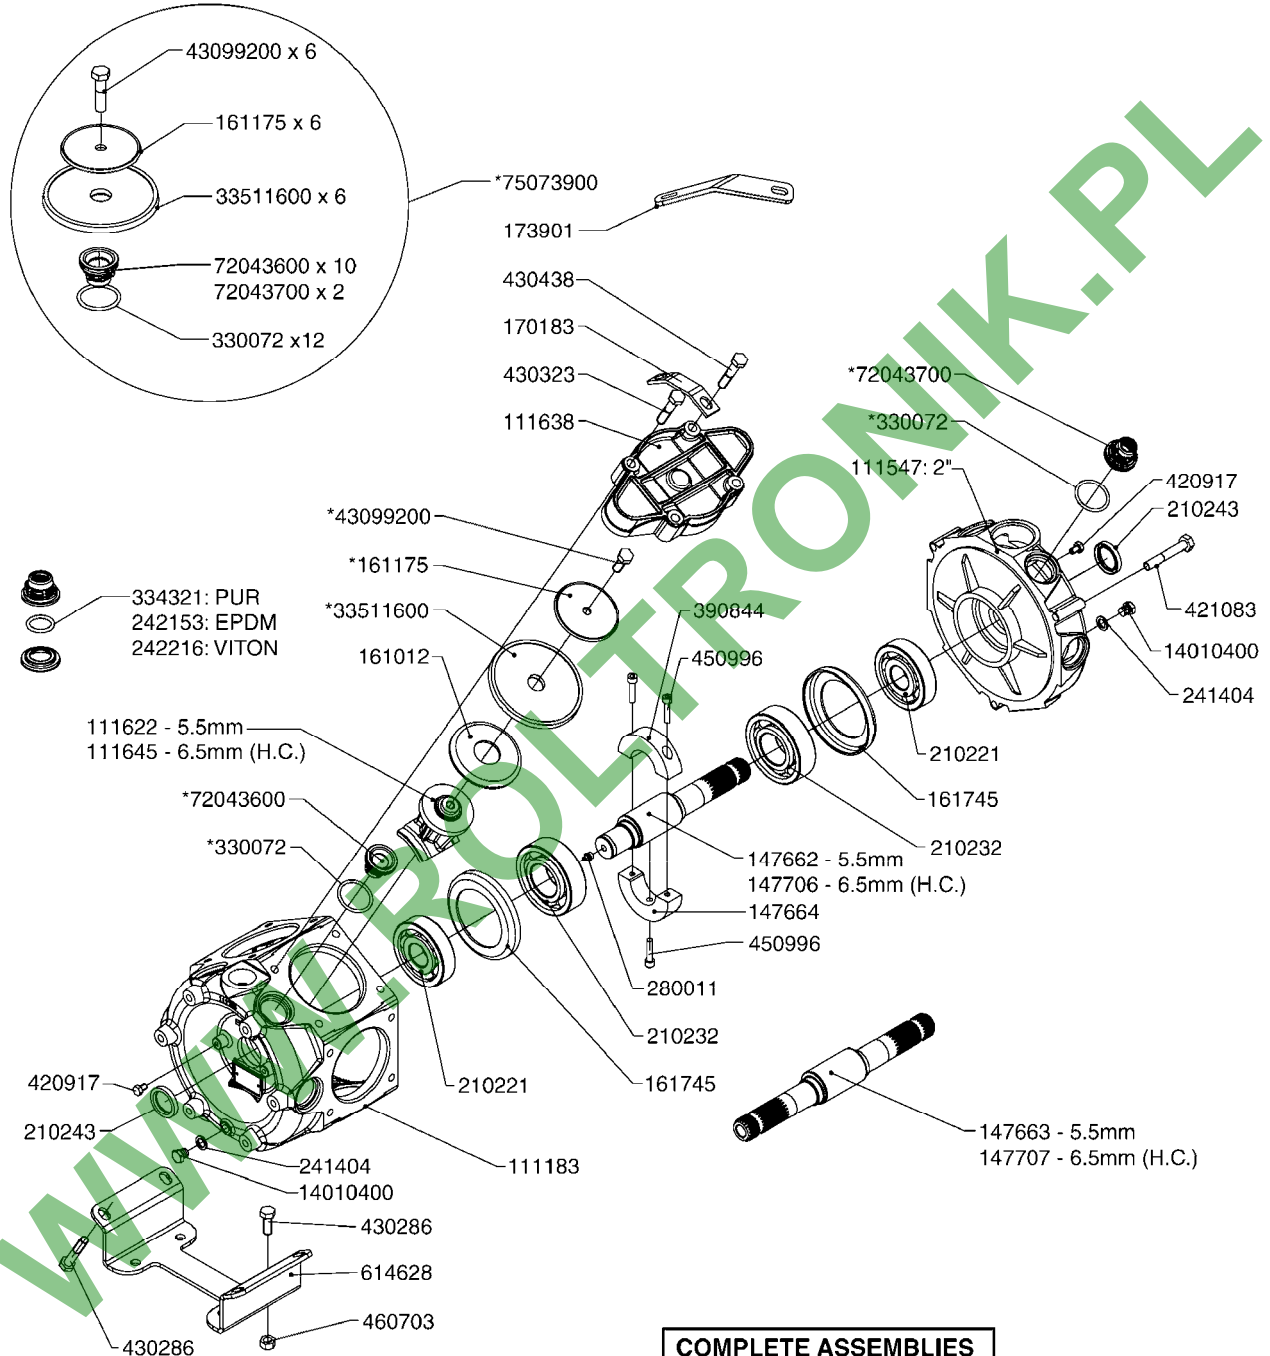 43099200 x 6
161175 x 6
33511600 x 6
72043600 x 10
72043700 x 2
330072 x12
*75073900
173901
430438
170183
430323
111638
*43099200
*161175
*33511600
161012
334321: PUR
242153: EPDM
242216: VITON
111622 - 5.5mm
111645 - 6.5mm (H.C.)
*72043600
*330072
*72043700
*330072
111547: 2"
420917
210243
421083
14010400
241404
390844
450996
210221
161745
210232
147662 - 5.5mm
147706 - 6.5mm (H.C.)
147664
450996
280011
210232
161745
210221
420917
210243
241404
14010400
111183
430286
614628
460703
430286
147663 - 5.5mm
147707 - 6.5mm (H.C.)
COMPLETE ASSEMBLIES
WWW.ROLTRONIK.PL